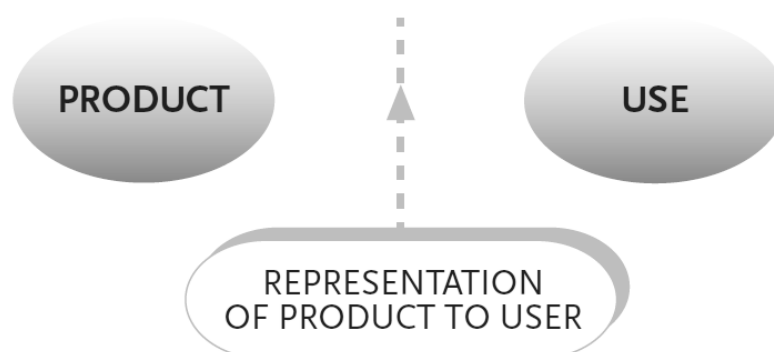 PRODUCT
USE
REPRESENTATION
OF PRODUCT TO USER